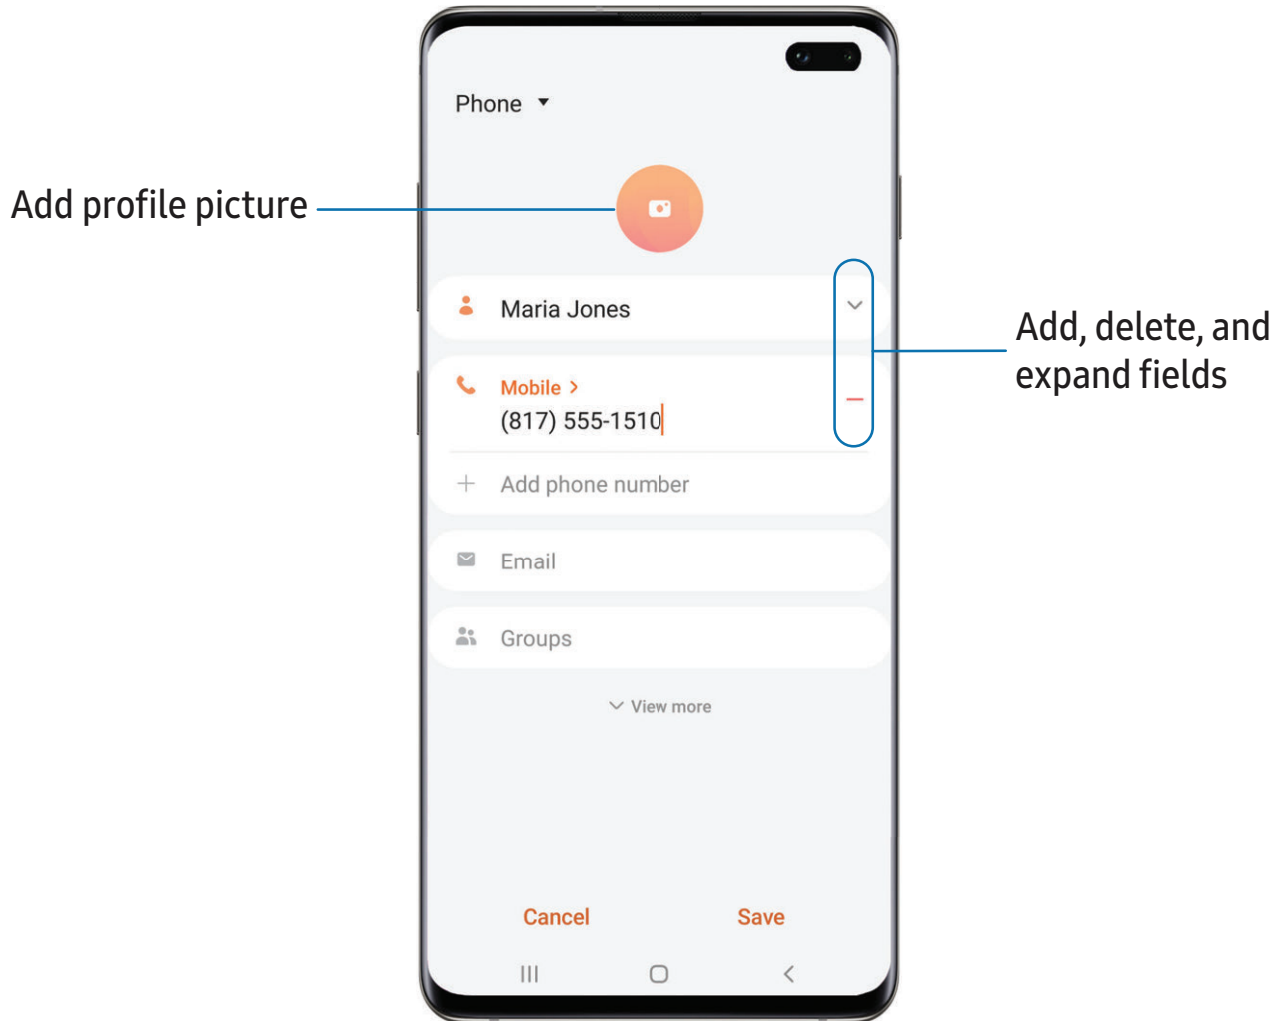 Phone
Add profile picture
Maria Jones
Add, delete, and
expand fields
Mobile >
(817) 555-1510
Add phone number
Email
Groups
View more
Cancel
Save